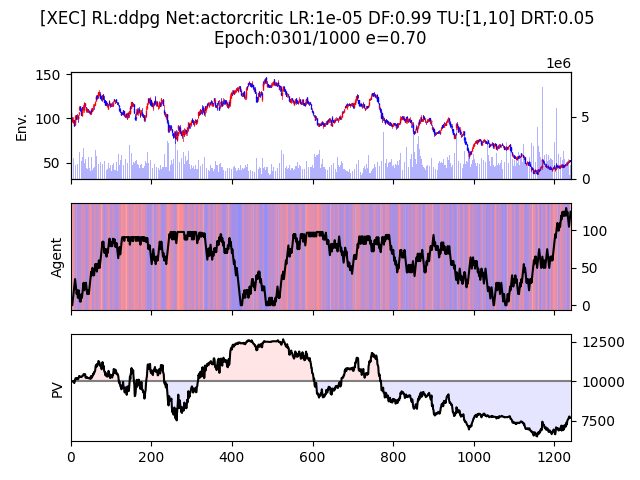 [XEC] RL:ddpg Net:actorcritic LR:1e-05 DF:0.99 TU:[1,10] DRT:0.05
Epoch:0301/1000 e=0.70
1e6
150
100
50
Env.
5
0
Agent
100
50
0
PV
12500
10000
7500
0 200 400 600 800 1000 1200